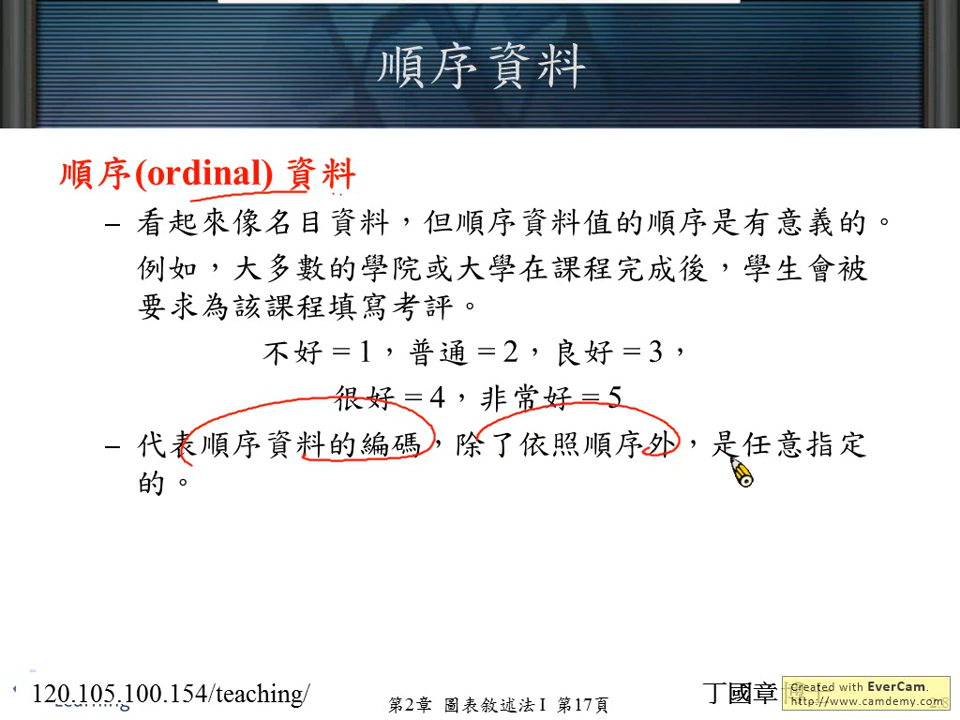 順序資料
順序(ordinal) 資料
– 看起來像名目資料，但順序資料值的順序是有意義的。
例如，大多數的學院或大學在課程完成後，學生會被
要求為該課程填寫考評。
不好 = 1，普通 = 2，良好 = 3，
很好 = 4，非常好 = 5
– 代表順序資料的編碼，除了依照順序外，是任意指定
的。
120.105.100.154/teaching/
Learning
第2章 圖表敘述法 I 第17頁
丁國章 博士
Created with EverCam.
http://www.camdemy.com
2.8